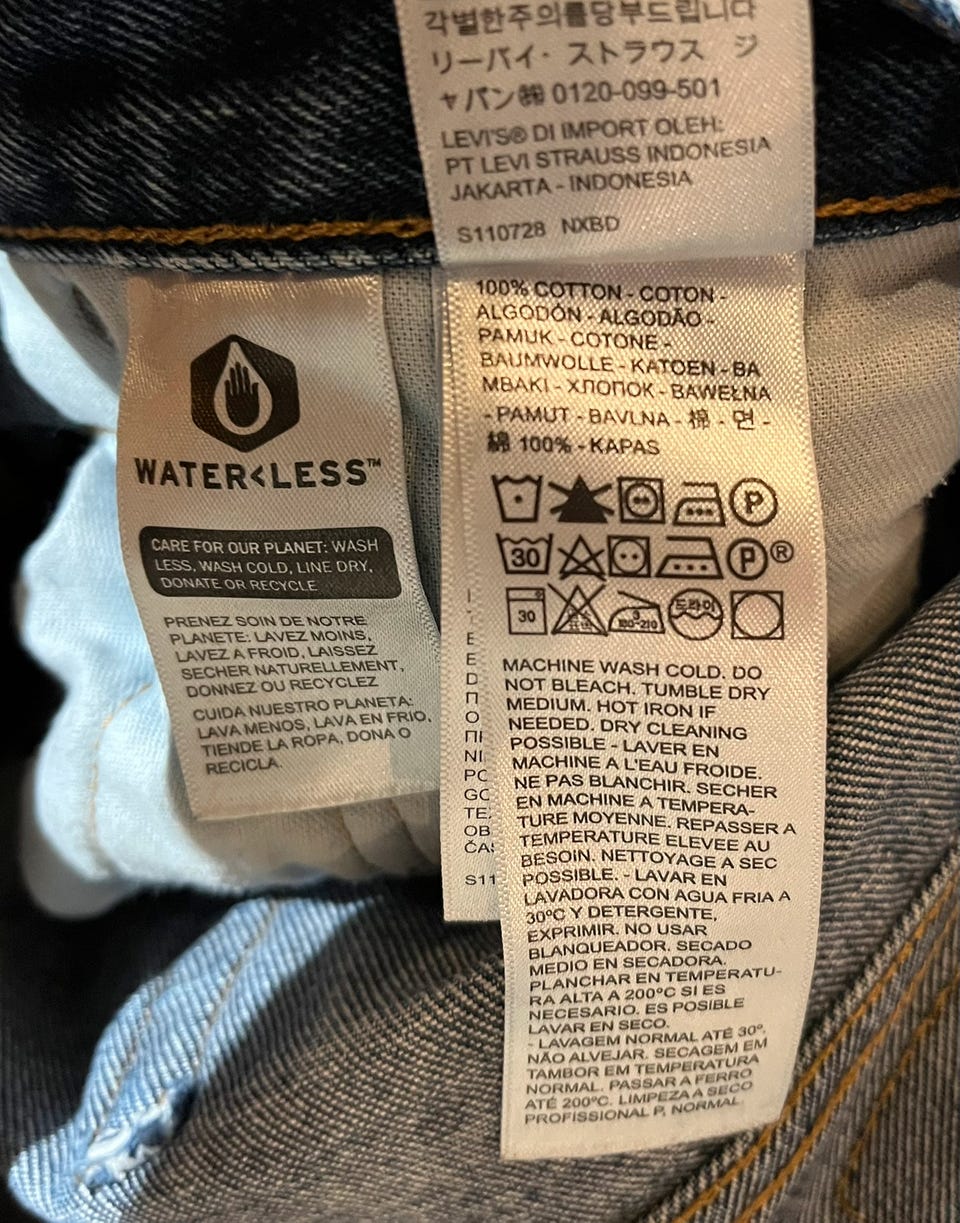 각별한주의를당부드립니다
リーバイ・ストラウス ジ
ャパン㈱ 0120-099-501
LEVI'S® DI IMPORT OLEH:
PT LEVI STRAUSS INDONESIA
JAKARTA - INDONESIA
S110728 NXBD
WATER<LESS™
CARE FOR OUR PLANET: WASH
LESS, WASH COLD, LINE DRY,
DONATE OR RECYCLE
PRENEZ SOIN DE NOTRE
PLANETE: LAVEZ MOINS,
LAVEZ A FROID, LAISSEZ
SECHER NATURELLEMENT,
DONNEZ OU RECYCLEZ
CUIDA NUESTRO PLANETA:
LAVA MENOS, LAVA EN FRIO,
TIENDE LA ROPA, DONA O
RECICLA.
100% COTTON - COTON -
ALGODÓN - ALGODÃO -
PAMUK - COTONE -
BAUMWOLLE - KATOEN - BA
MBAKI - ХЛОПОК - BAWEŁNA
- PAMUT - BAVLNA - 棉 - 면 -
綿 100% - KAPAS
P
30 P®
30 3 180-210 드라이
MACHINE WASH COLD. DO
NOT BLEACH. TUMBLE DRY
MEDIUM. HOT IRON IF
NEEDED. DRY CLEANING
POSSIBLE - LAVER EN
MACHINE A L'EAU FROIDE.
NE PAS BLANCHIR. SECHER
EN MACHINE A TEMPERA-
TURE MOYENNE. REPASSER A
TEMPERATURE ELEVEE AU
BESOIN. NETTOYAGE A SEC
POSSIBLE. - LAVAR EN
LAVADORA CON AGUA FRIA A
30°C Y DETERGENTE,
EXPRIMIR. NO USAR
BLANQUEADOR. SECADO
MEDIO EN SECADORA.
PLANCHAR EN TEMPERATU-
RA ALTA A 200°C SI ES
NECESARIO. ES POSIBLE
LAVAR EN SECO.
- LAVAGEM NORMAL ATÉ 30°.
NÃO ALVEJAR. SECAGEM EM
TAMBOR EM TEMPERATURA
NORMAL. PASSAR A FERRO
ATÉ 200°C. LIMPEZA A SECO
PROFISSIONAL P, NORMAL.
S11